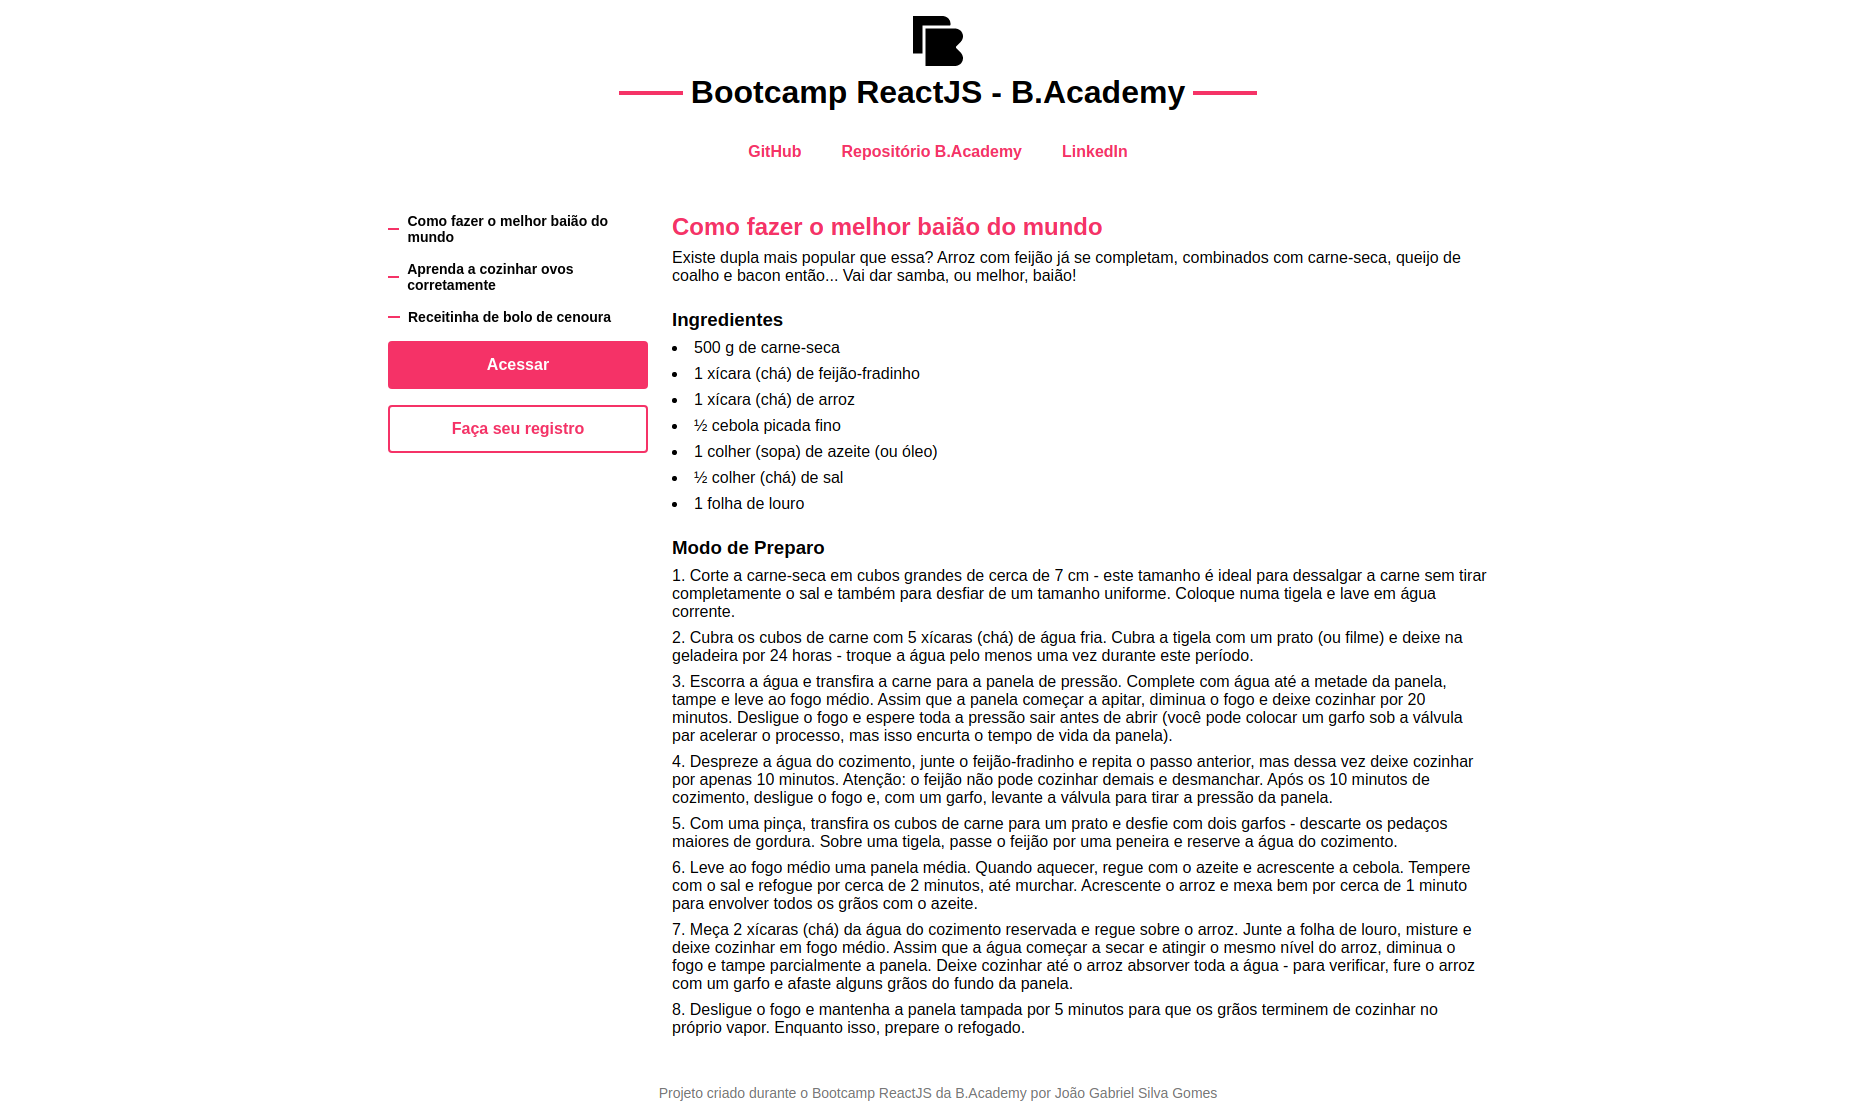 Bootcamp ReactJS - B.Academy
GitHub
Repositório B.Academy
LinkedIn
Como fazer o melhor baião do
mundo
Aprenda a cozinhar ovos
corretamente
Receitinha de bolo de cenoura
Acessar
Faça seu registro
Como fazer o melhor baião do mundo
Existe dupla mais popular que essa? Arroz com feijão já se completam, combinados com carne-seca, queijo de
coalho e bacon então... Vai dar samba, ou melhor, baião!
Ingredientes
• 500 g de carne-seca
• 1 xícara (chá) de feijão-fradinho
• 1 xícara (chá) de arroz
• ½ cebola picada fino
• 1 colher (sopa) de azeite (ou óleo)
• ½ colher (chá) de sal
• 1 folha de louro
Modo de Preparo
1. Corte a carne-seca em cubos grandes de cerca de 7 cm - este tamanho é ideal para dessalgar a carne sem tirar
completamente o sal e também para desfiar de um tamanho uniforme. Coloque numa tigela e lave em água
corrente.
2. Cubra os cubos de carne com 5 xícaras (chá) de água fria. Cubra a tigela com um prato (ou filme) e deixe na
geladeira por 24 horas - troque a água pelo menos uma vez durante este período.
3. Escorra a água e transfira a carne para a panela de pressão. Complete com água até a metade da panela,
tampe e leve ao fogo médio. Assim que a panela começar a apitar, diminua o fogo e deixe cozinhar por 20
minutos. Desligue o fogo e espere toda a pressão sair antes de abrir (você pode colocar um garfo sob a válvula
par acelerar o processo, mas isso encurta o tempo de vida da panela).
4. Despreze a água do cozimento, junte o feijão-fradinho e repita o passo anterior, mas dessa vez deixe cozinhar
por apenas 10 minutos. Atenção: o feijão não pode cozinhar demais e desmanchar. Após os 10 minutos de
cozimento, desligue o fogo e, com um garfo, levante a válvula para tirar a pressão da panela.
5. Com uma pinça, transfira os cubos de carne para um prato e desfie com dois garfos - descarte os pedaços
maiores de gordura. Sobre uma tigela, passe o feijão por uma peneira e reserve a água do cozimento.
6. Leve ao fogo médio uma panela média. Quando aquecer, regue com o azeite e acrescente a cebola. Tempere
com o sal e refogue por cerca de 2 minutos, até murchar. Acrescente o arroz e mexa bem por cerca de 1 minuto
para envolver todos os grãos com o azeite.
7. Meça 2 xícaras (chá) da água do cozimento reservada e regue sobre o arroz. Junte a folha de louro, misture e
deixe cozinhar em fogo médio. Assim que a água começar a secar e atingir o mesmo nível do arroz, diminua o
fogo e tampe parcialmente a panela. Deixe cozinhar até o arroz absorver toda a água - para verificar, fure o arroz
com um garfo e afaste alguns grãos do fundo da panela.
8. Desligue o fogo e mantenha a panela tampada por 5 minutos para que os grãos terminem de cozinhar no
próprio vapor. Enquanto isso, prepare o refogado.
Projeto criado durante o Bootcamp ReactJS da B.Academy por João Gabriel Silva Gomes